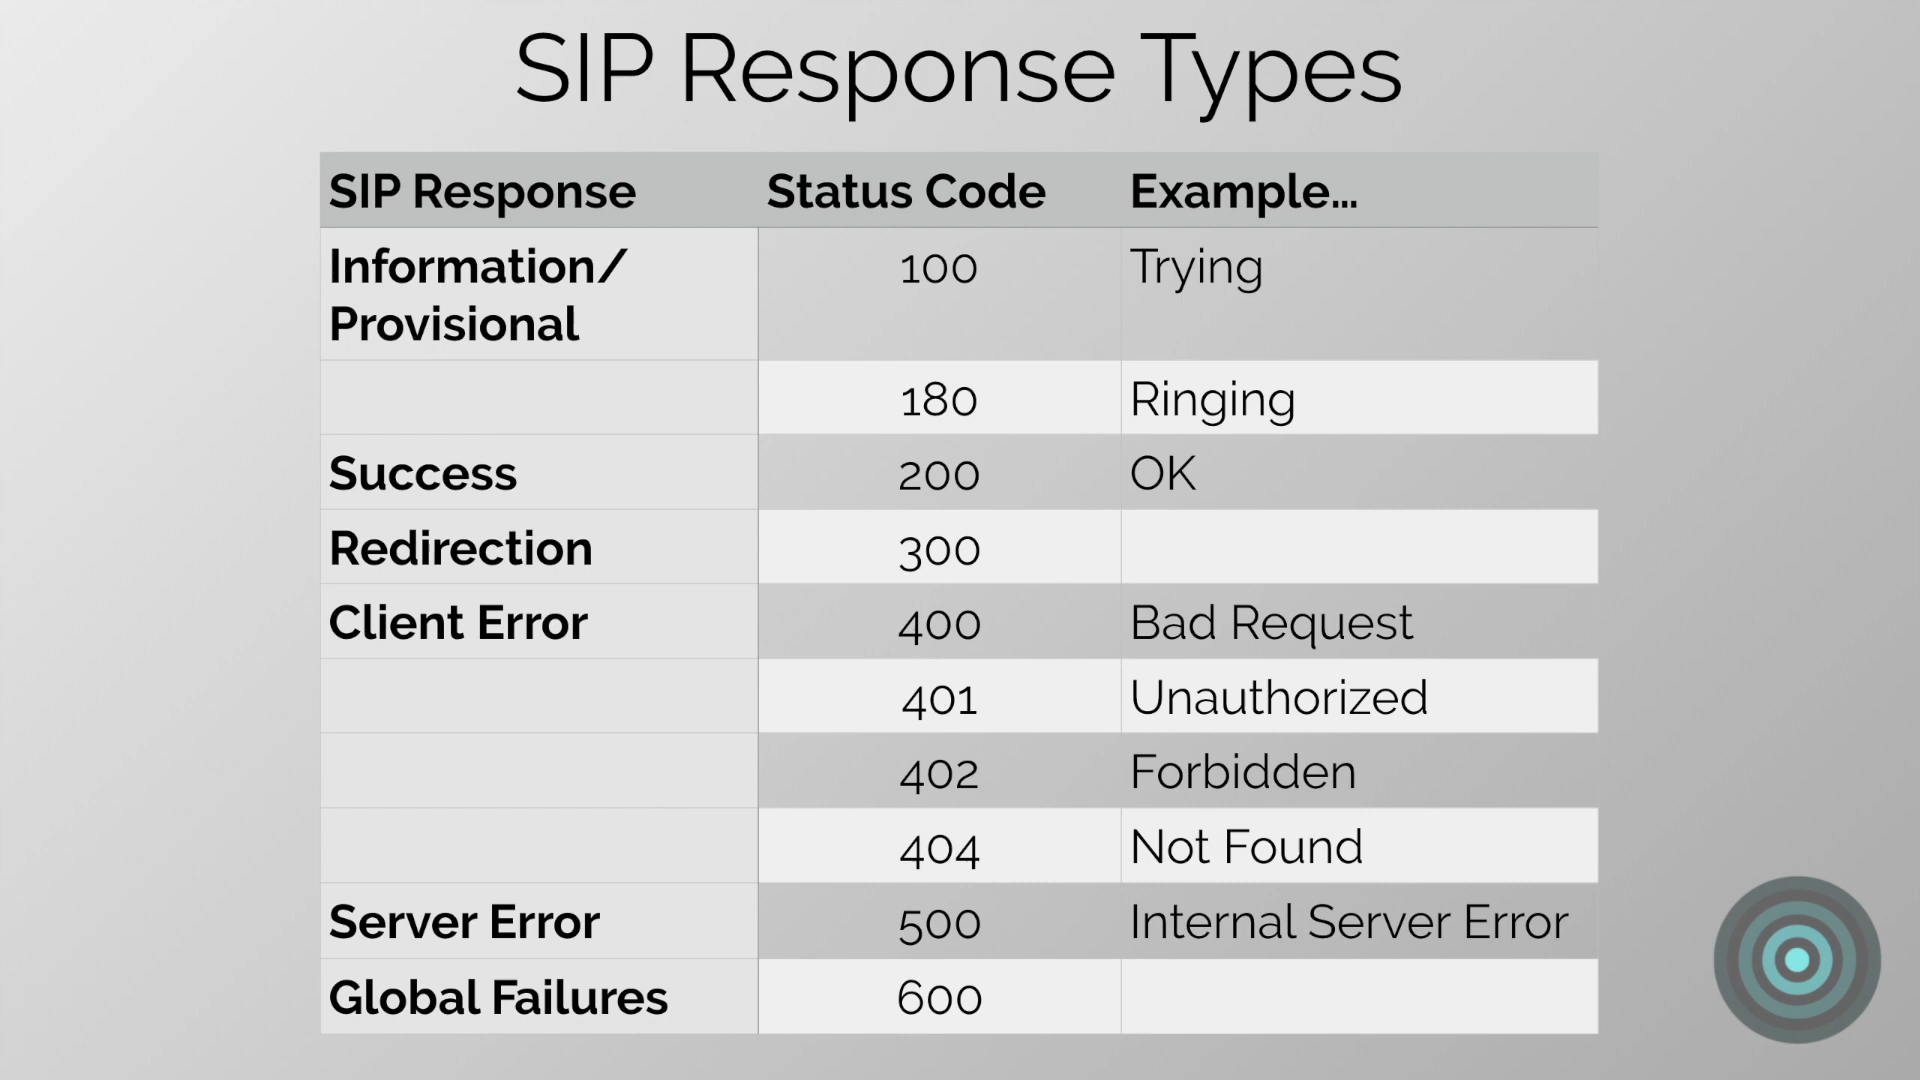 SIP Response Types
SIP Response Status Code Example...
Information/ 100 Trying
Provisional
180 Ringing
Success 200 OK
Redirection 300
Client Error 400 Bad Request
401 Unauthorized
402 Forbidden
404 Not Found
Server Error 500 Internal Server Error
Global Failures 600